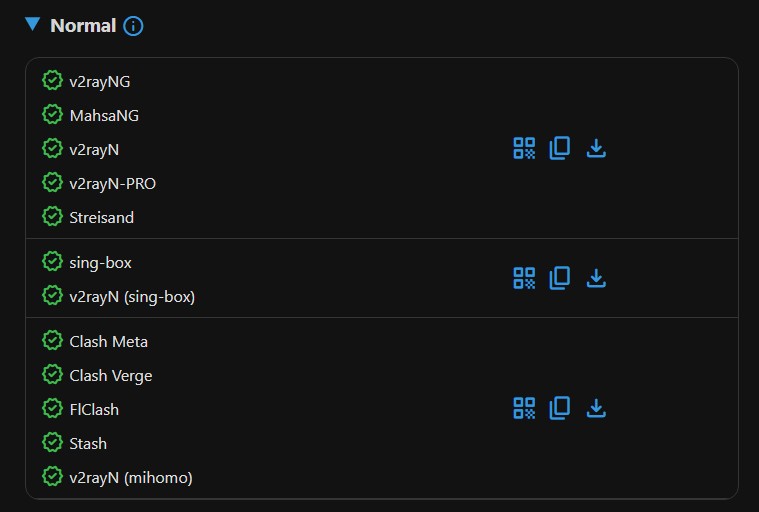 Normal
v2rayNG
MahsaNG
v2rayN
v2rayN-PRO
Streisand
sing-box
v2rayN (sing-box)
Clash Meta
Clash Verge
FlClash
Stash
v2rayN (mihomo)